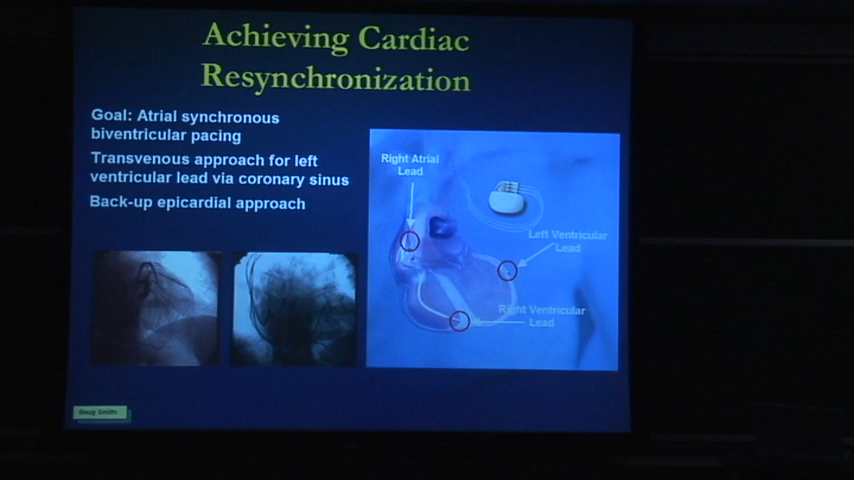 Achieving Cardiac
Resynchronization
Goal: Atrial synchronous
biventricular pacing
Transvenous approach for left
ventricular lead via coronary sinus
Back-up epicardial approach
Right Atrial
Lead
Left Ventricular
Lead
Right Ventricular
Lead
Doug Smith